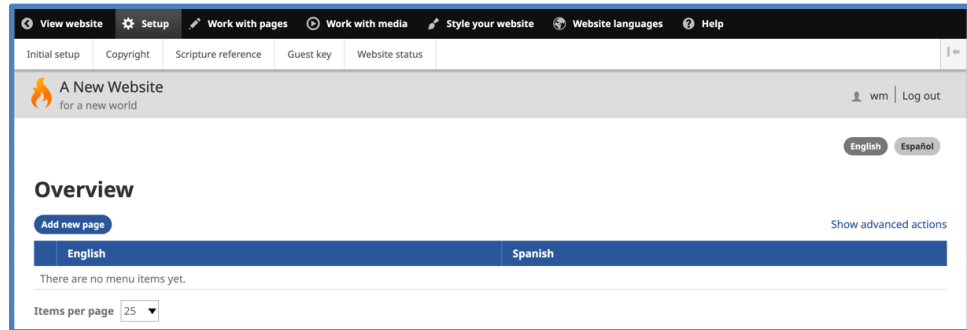 View website Setup Work with pages Work with media Style your website Website languages Help
Initial setup Copyright Scripture reference Guest key Website status
A New Website
for a new world
wm Log out
English Español
Overview
Add new page Show advanced actions
English Spanish
There are no menu items yet.
Items per page 25